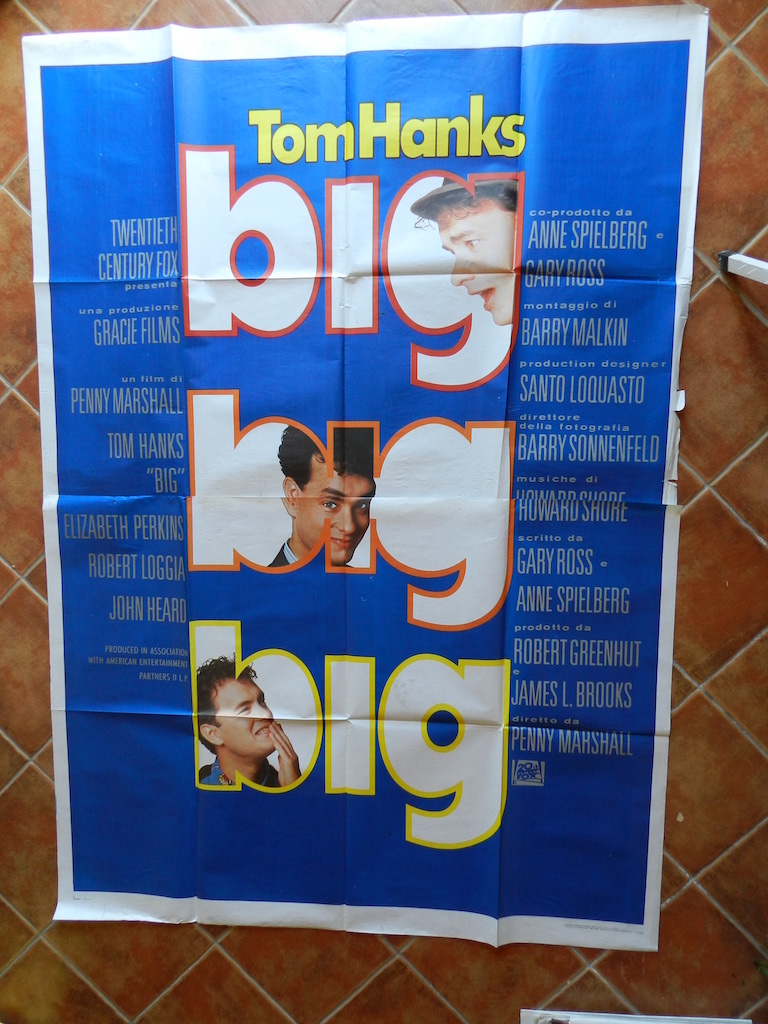 Tom Hanks
big
big
big
TWENTIETH
CENTURY FOX
presenta
una produzione
GRACIE FILMS
un film di
PENNY MARSHALL
TOM HANKS
"BIG"
ELIZABETH PERKINS
ROBERT LOGGIA
JOHN HEARD
PRODUCED IN ASSOCIATION
WITH AMERICAN ENTERTAINMENT
PARTNERS II L.P.
co-prodotto da
ANNE SPIELBERG e
GARY ROSS
montaggio di
BARRY MALKIN
production designer
SANTO LOQUASTO
direttore
della fotografia
BARRY SONNENFELD
musiche di
HOWARD SHORE
scritto da
GARY ROSS e
ANNE SPIELBERG
prodotto da
ROBERT GREENHUT
e
JAMES L. BROOKS
diretto da
PENNY MARSHALL
20th
CENTURY
FOX